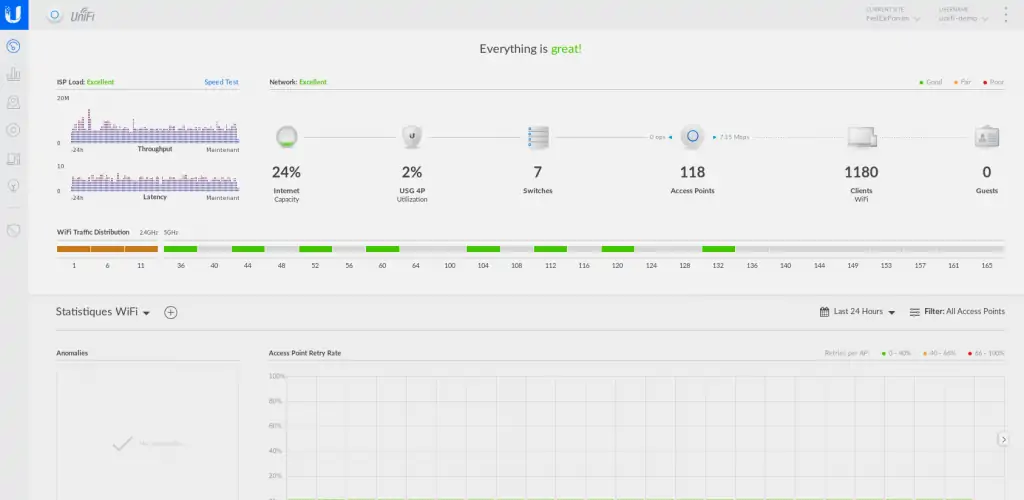 UniFi
CURRENT SITE
USERNAME
unifi-demo
Everything is great!
ISP Load: Excellent
Speed Test
Network: Excellent
Good
Fair
Poor
20M
0
-24h
Throughput
Maintenant
10
0
-24h
Latency
Maintenant
0 bps
7.15 Mbps
24%
2%
7
118
1180
0
Internet
USG 4P
Switches
Access Points
Clients
Guests
Capacity
Utilization
WiFi
WiFi Traffic Distribution
2.4GHz
5GHz
1 6 11 36 40 44 48 52 56 60 64 100 104 108 112 116 120 124 128 132 136 140 144 149 153 157 161 165
Statistiques WiFi
Last 24 Hours
Filter: All Access Points
Anomalies
Access Point Retry Rate
Retries per AP:
0 - 40%
40 - 66%
66 - 100%
100%
80%
60%
40%
20%